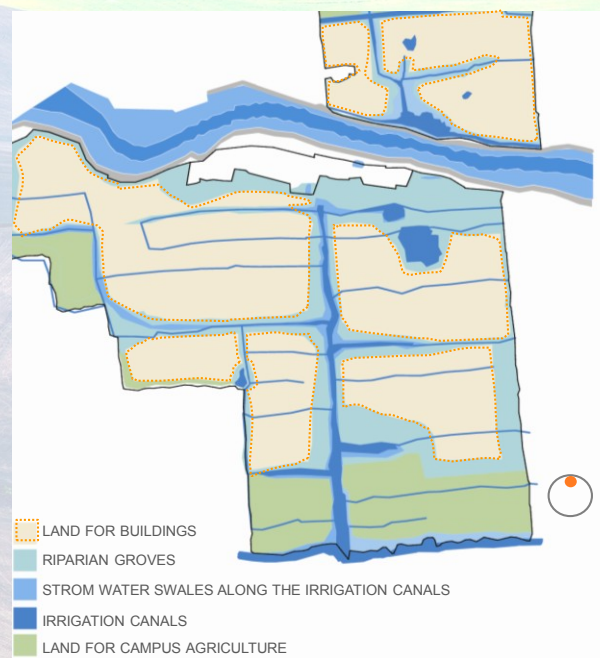 LAND FOR BUILDINGS
RIPARIAN GROVES
STROM WATER SWALES ALONG THE IRRIGATION CANALS
IRRIGATION CANALS
LAND FOR CAMPUS AGRICULTURE